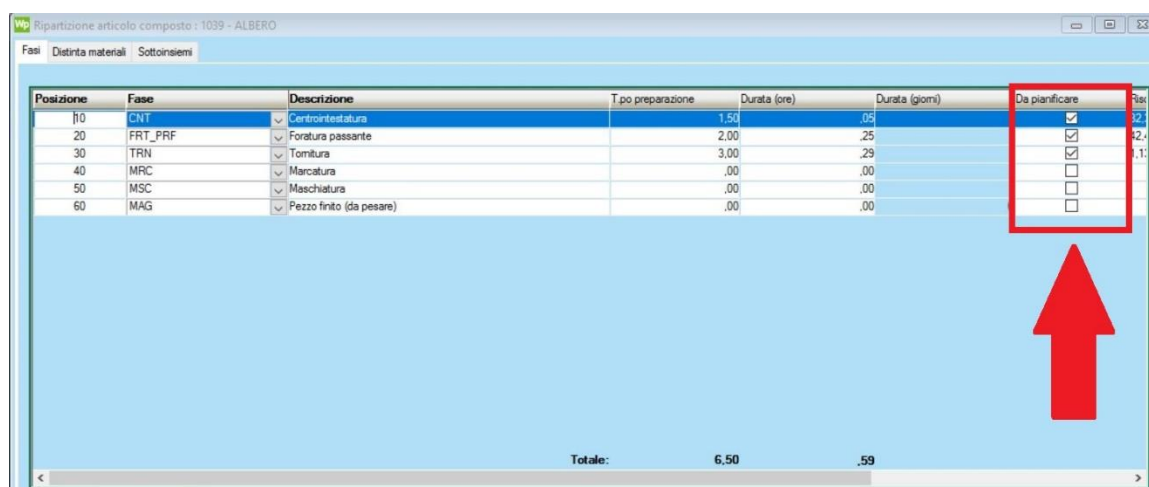 Wp Ripartizione articolo composto : 1039 - ALBERO
Fasi Distinta materiali Sottoinsiemi
Posizione Fase Descrizione T.po preparazione Durata (ore) Durata (giorni) Da pianificare
10 CNT Centrointestatura 1,50 ,05
20 FRT_PRF Foratura passante 2,00 ,25
30 TRN Tornitura 3,00 ,29
40 MRC Marcatura ,00 ,00
50 MSC Maschiatura ,00 ,00
60 MAG Pezzo finito (da pesare) ,00 ,00
Totale: 6,50 ,59